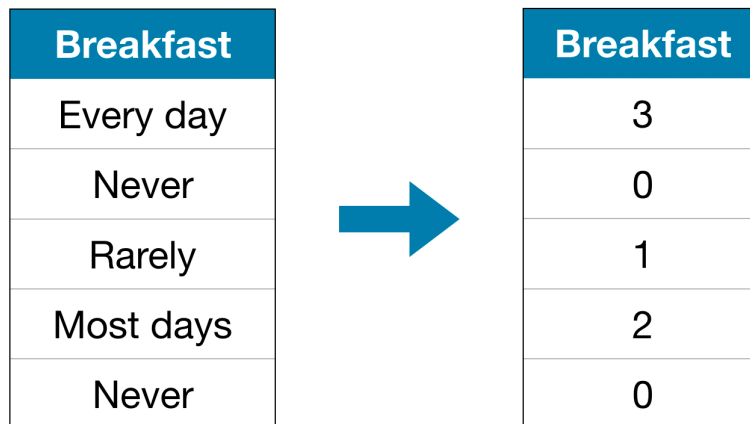 Breakfast Breakfast
Every day 3
Never 0
Rarely 1
Most days 2
Never 0